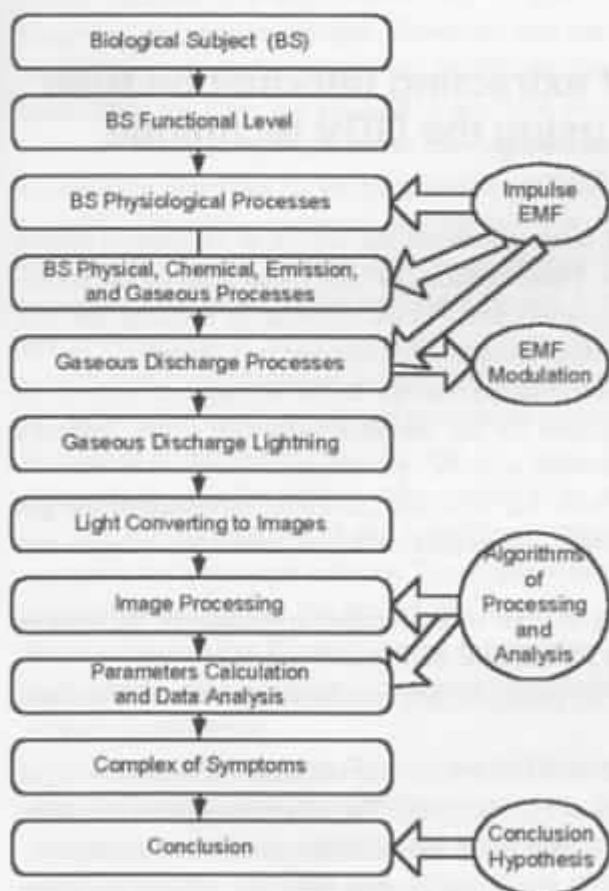 Biological Subject (BS)
BS Functional Level
BS Physiological Processes
Impulse
EMF
BS Physical, Chemical, Emission,
and Gaseous Processes
Gaseous Discharge Processes
EMF
Modulation
Gaseous Discharge Lightning
Light Converting to Images
Algorithms
of
Processing
and
Analysis
Image Processing
Parameters Calculation
and Data Analysis
Complex of Symptoms
Conclusion
Conclusion
Hypothesis